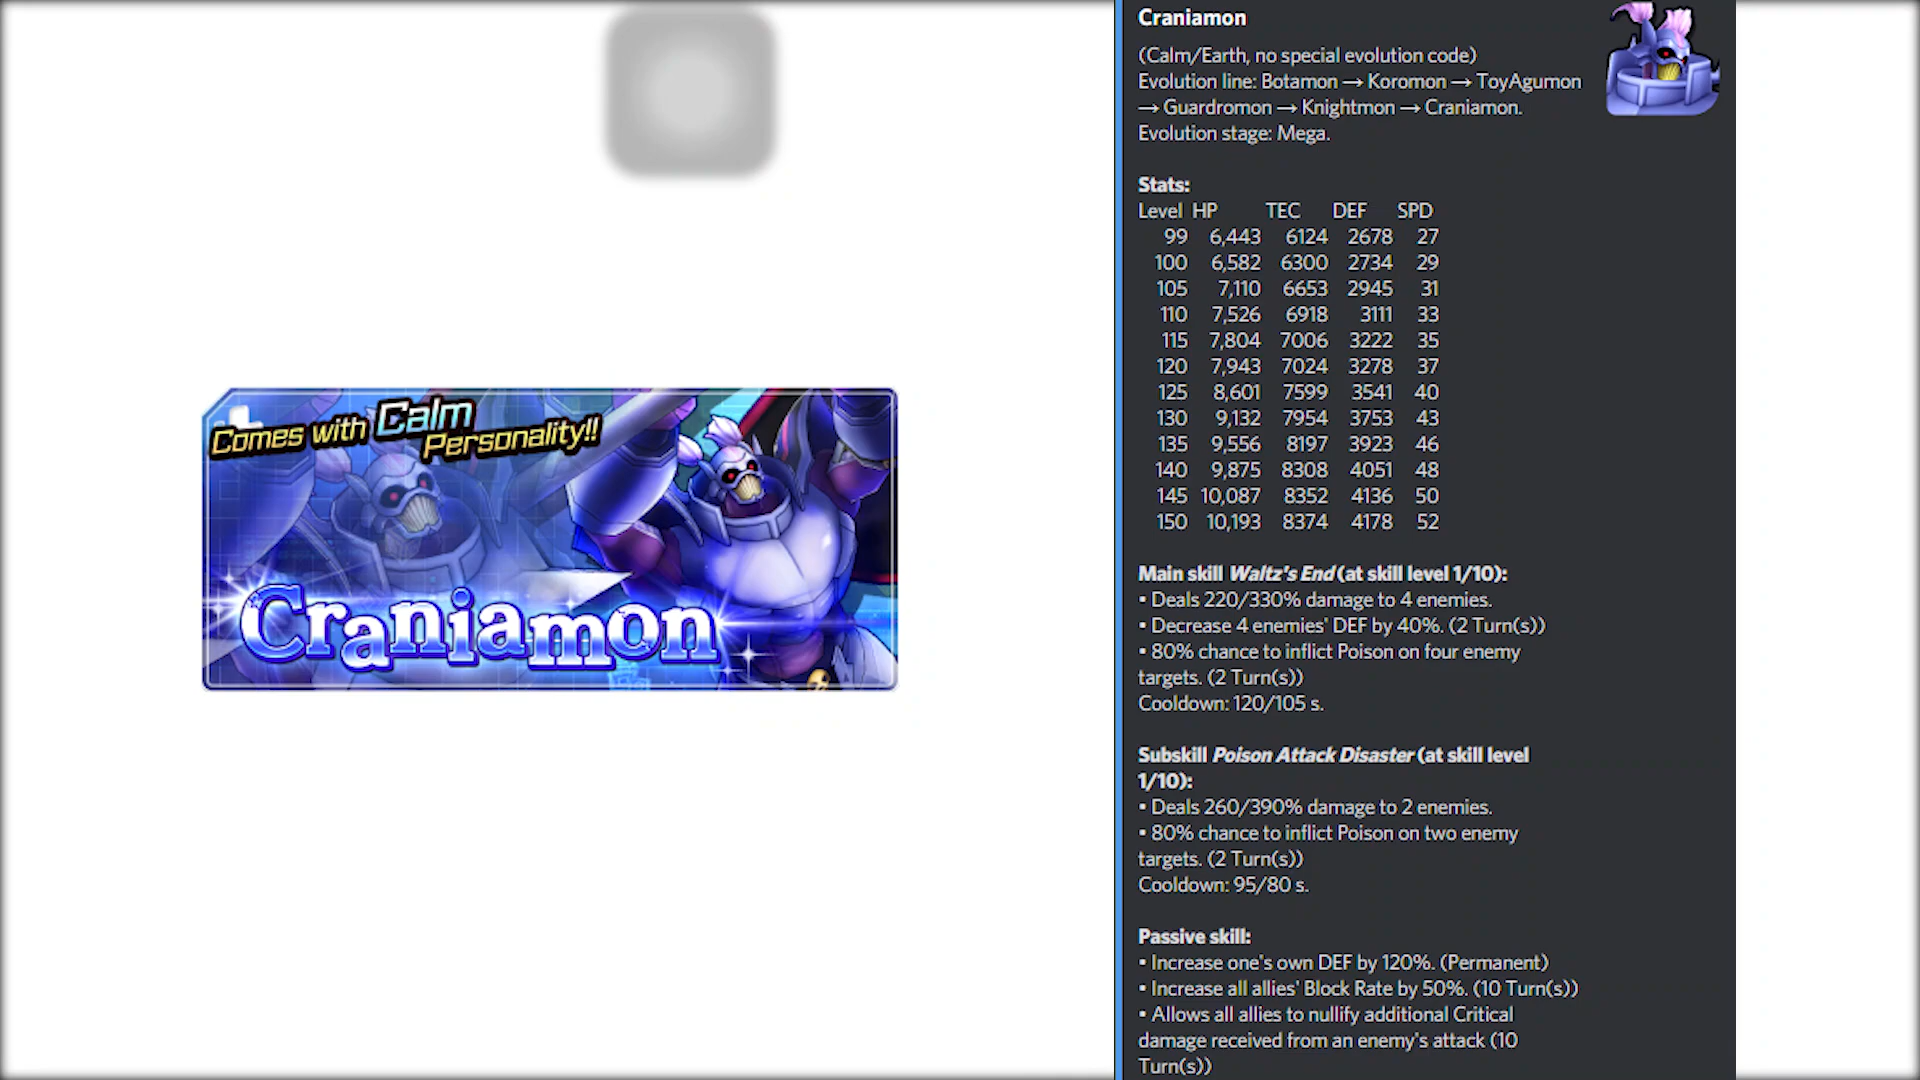 Comes with Calm
Personality!!
Craniamon
Craniamon
(Calm/Earth, no special evolution code)
Evolution line: Botamon → Koromon → ToyAgumon
→ Guardromon → Knightmon → Craniamon.
Evolution stage: Mega.
Stats:
Level HP TEC DEF SPD
99 6,443 6124 2678 27
100 6,582 6300 2734 29
105 7,110 6653 2945 31
110 7,526 6918 3111 33
115 7,804 7006 3222 35
120 7,943 7024 3278 37
125 8,601 7599 3541 40
130 9,132 7954 3753 43
135 9,556 8197 3923 46
140 9,875 8308 4051 48
145 10,087 8352 4136 50
150 10,193 8374 4178 52
Main skill Waltz's End (at skill level 1/10):
• Deals 220/330% damage to 4 enemies.
• Decrease 4 enemies' DEF by 40%. (2 Turn(s))
• 80% chance to inflict Poison on four enemy
targets. (2 Turn(s))
Cooldown: 120/105 s.
Subskill Poison Attack Disaster (at skill level
1/10):
• Deals 260/390% damage to 2 enemies.
• 80% chance to inflict Poison on two enemy
targets. (2 Turn(s))
Cooldown: 95/80 s.
Passive skill:
• Increase one's own DEF by 120%. (Permanent)
• Increase all allies' Block Rate by 50%. (10 Turn(s))
• Allows all allies to nullify additional Critical
damage received from an enemy's attack (10
Turn(s))